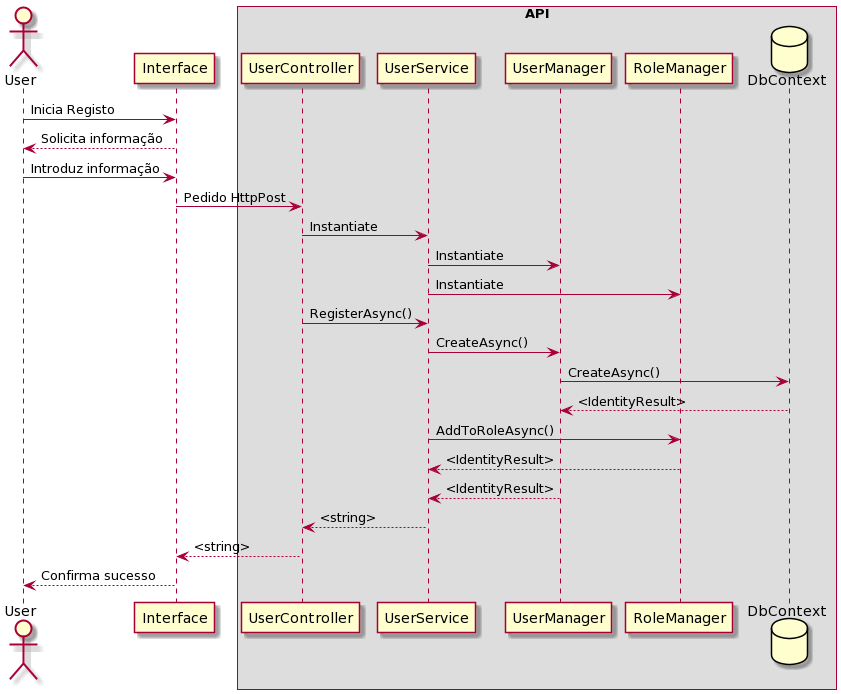 API
User
Interface
UserController
UserService
UserManager
RoleManager
DbContext
Inicia Registo
Solicita informação
Introduz informação
Pedido HttpPost
Instantiate
Instantiate
Instantiate
RegisterAsync()
CreateAsync()
CreateAsync()
<IdentityResult>
AddToRoleAsync()
<IdentityResult>
<IdentityResult>
<string>
<string>
Confirma sucesso
User
Interface
UserController
UserService
UserManager
RoleManager
DbContext